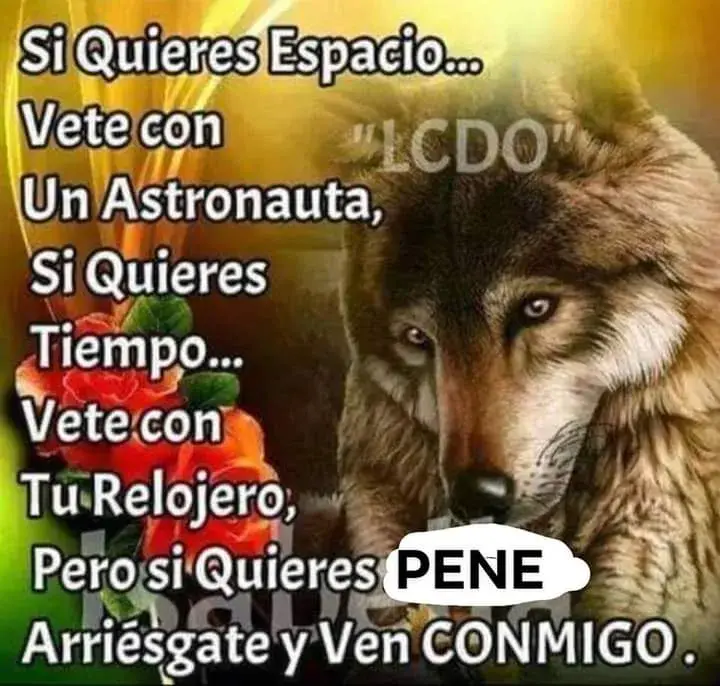 Si Quieres Espacio...
Vete con
"LCDO"
Un Astronauta,
Si Quieres
Tiempo...
Vete con
Tu Relojero,
Pero si Quieres PENE
Arriésgate y Ven CONMIGO.